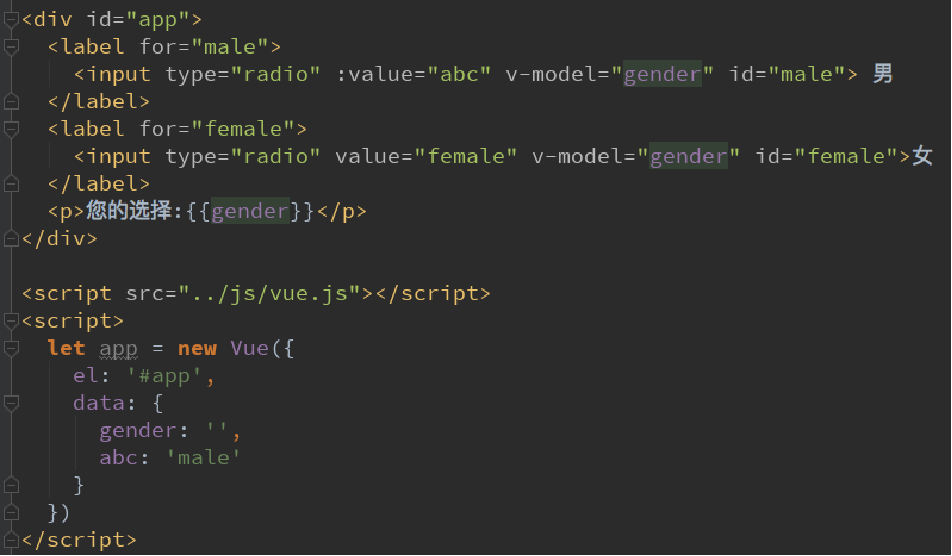 <div id="app">
  <label for="male">
    <input type="radio" :value="abc" v-model="gender" id="male"> 男
  </label>
  <label for="female">
    <input type="radio" value="female" v-model="gender" id="female">女
  </label>
  <p>您的选择:{{gender}}</p>
</div>

<script src="../js/vue.js"></script>
<script>
  let app = new Vue({
    el: '#app',
    data: {
      gender: '',
      abc: 'male'
    }
  })
</script>